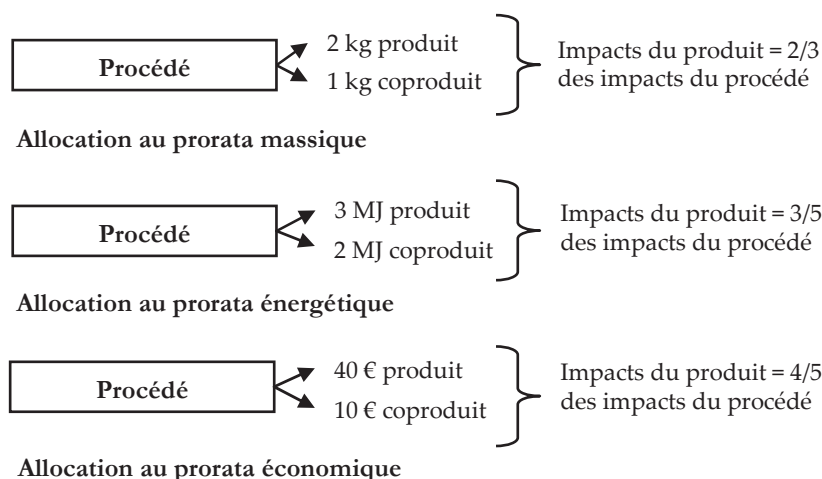 Procédé
2 kg produit
1 kg coproduit
Impacts du produit = 2/3
des impacts du procédé
Allocation au prorata massique
Procédé
3 MJ produit
2 MJ coproduit
Impacts du produit = 3/5
des impacts du procédé
Allocation au prorata énergétique
Procédé
40 € produit
10 € coproduit
Impacts du produit = 4/5
des impacts du procédé
Allocation au prorata économique